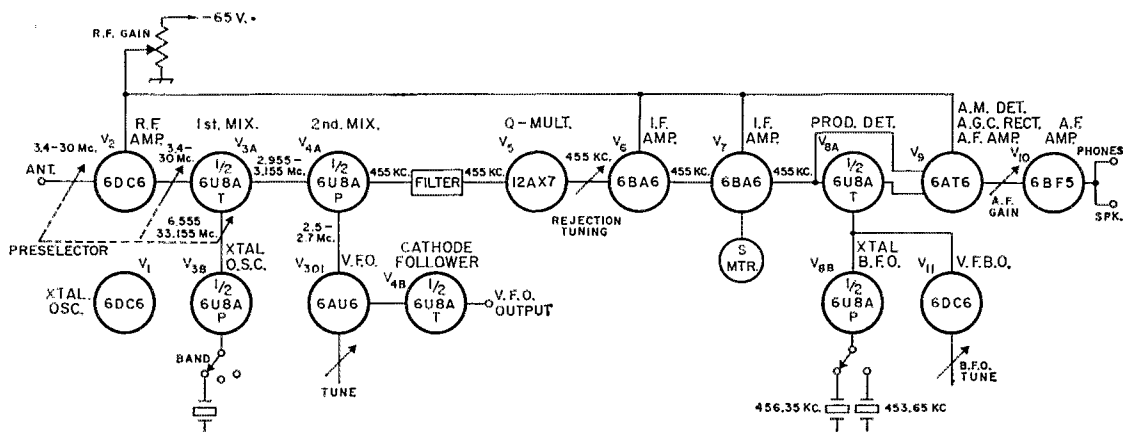 R.F. GAIN
-65 V.
V2
R.F. AMP.
1st. MIX.
V3A
2nd. MIX.
V4A
Q-MULT.
V5
V6
I.F. AMP.
V7
I.F. AMP.
PROD. DET.
V8A
A.M. DET.
A.G.C. RECT.
A.F. AMP.
V9
A.F. AMP.
V10
PHONES
3.4-30 Mc.
ANT.
6DC6
3.4-
30 Mc.
1/2
6U8A
T
2.955-
3.155 Mc.
1/2
6U8A
P
455 KC.
FILTER
455 KC.
12AX7
455 KC.
6BA6
455 KC.
6BA6
455 KC.
1/2
6U8A
T
6AT6
A.F.
GAIN
6BF5
SPK.
REJECTION
TUNING
PRESELECTOR
6.555
33.155 Mc.
2.5-
2.7 Mc.
S
MTR.
V1
XTAL.
OSC.
6DC6
V3B
XTAL
O.S.C.
1/2
6U8A
P
V301
V.F.O.
6AU6
CATHODE
FOLLOWER
V4B
1/2
6U8A
T
V.F.O.
OUTPUT
V8B
XTAL
B.F.O.
1/2
6U8A
P
V11
V.F.B.O.
6DC6
BAND
TUNE
B.F.O.
TUNE
456.35 KC.
453.65 KC